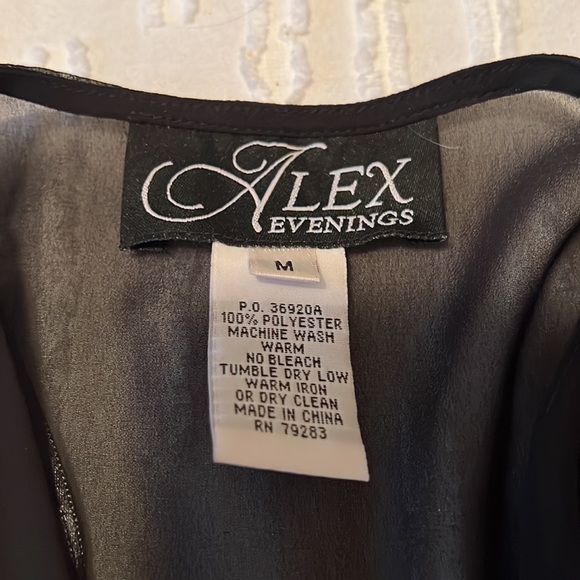 ALEX
EVENINGS
M
P.O. 36920A
100% POLYESTER
MACHINE WASH
WARM
NO BLEACH
TUMBLE DRY LOW
WARM IRON
OR DRY CLEAN
MADE IN CHINA
RN 79283